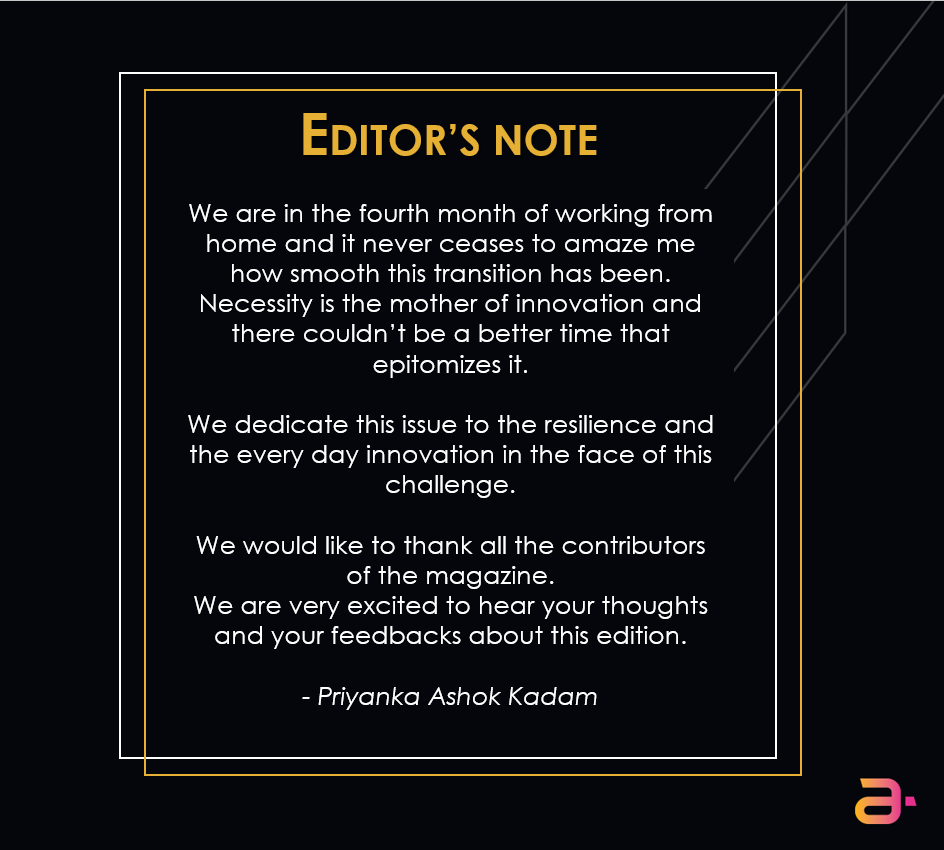 EDITOR'S NOTE
We are in the fourth month of working from
home and it never ceases to amaze me
how smooth this transition has been.
Necessity is the mother of innovation and
there couldn't be a better time that
epitomizes it.
We dedicate this issue to the resilience and
the every day innovation in the face of this
challenge.
We would like to thank all the contributors
of the magazine.
We are very excited to hear your thoughts
and your feedbacks about this edition.
- Priyanka Ashok Kadam
a